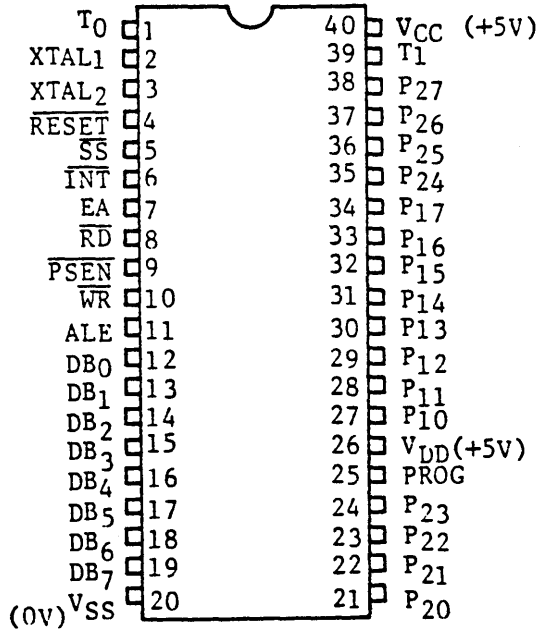 T0 1 40 VCC (+5V)
XTAL1 2 39 T1
XTAL2 3 38 P27
RESET 4 37 P26
SS 5 36 P25
INT 6 35 P24
EA 7 34 P17
RD 8 33 P16
PSEN 9 32 P15
WR 10 31 P14
ALE 11 30 P13
DB0 12 29 P12
DB1 13 28 P11
DB2 14 27 P10
DB3 15 26 VDD(+5V)
DB4 16 25 PROG
DB5 17 24 P23
DB6 18 23 P22
DB7 19 22 P21
(0V) VSS 20 21 P20